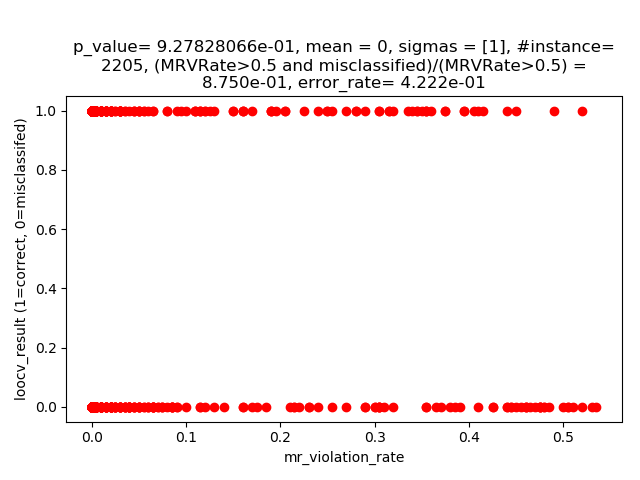 p_value= 9.27828066e-01, mean = 0, sigmas = [1], #instance=
2205, (MRVRate>0.5 and misclassified)/(MRVRate>0.5) =
8.750e-01, error_rate= 4.222e-01
loocv_result (1=correct, 0=misclassifed)
1.0
0.8
0.6
0.4
0.2
0.0
0.0 0.1 0.2 0.3 0.4 0.5
mr_violation_rate